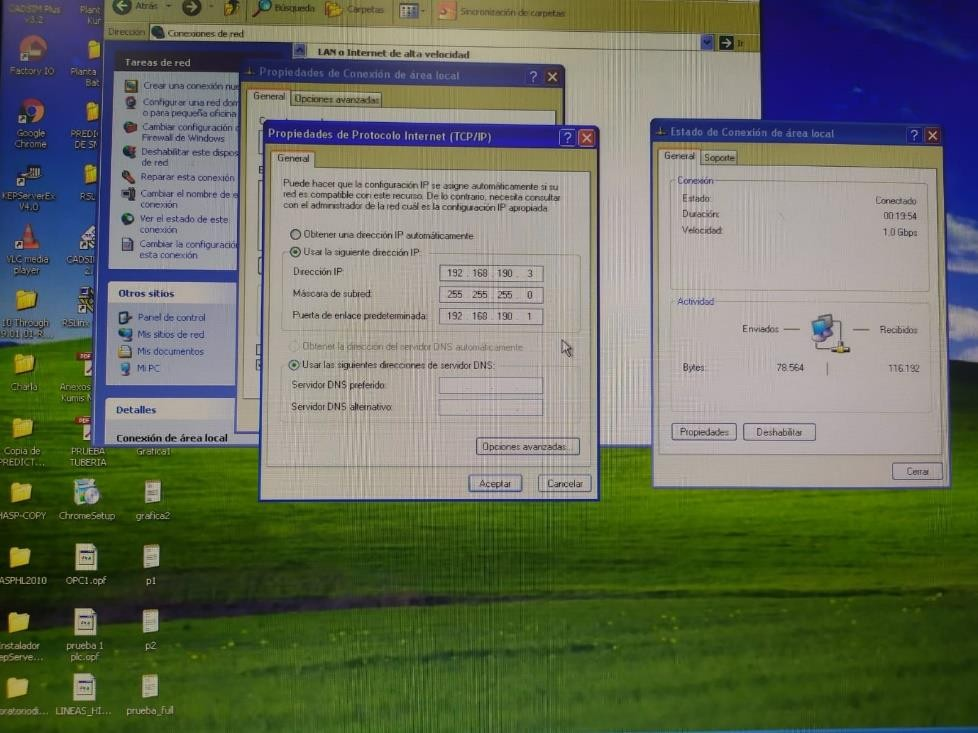 CADSIM Plus
v3.2
Factory IO
Planta
Bat
Google
Chrome
PREDI
DE SN
KEPServerEx
V4.0
RSL
VLC media
player
CADSI
RSLinx
Charla
Anexos
Kumis
Copia de
PREDICT...
PRUEBA
TUBERIA
Grafica1
HASP-COPY
ChromeSetup
grafica2
ASPHL2010
OPC1.opf
p1
Instalador
prueba 1
plc.opf
p2
LINEAS_HI...
prueba_full
Atrás
Búsqueda
Carpetas
Sincronización de carpetas
Dirección
Conexiones de red
Ir
LAN o Internet de alta velocidad
Tareas de red
Crear una conexión nue
Configurar una red dom
o para pequeña oficina
Cambiar configuración d
Firewall de Windows
Deshabilitar este dispos
de red
Reparar esta conexión
Cambiar el nombre de e
conexión
Ver el estado de este
conexión
Cambiar la configuració
esta conexión
Otros sitios
Panel de control
Mis sitios de red
Mis documentos
Mi PC
Detalles
Conexión de área local
Propiedades de Conexión de área local
General
Opciones avanzadas
Propiedades de Protocolo Internet (TCP/IP)
General
Puede hacer que la configuración IP se asigne automáticamente si su
red es compatible con este recurso. De lo contrario, necesita consultar
con el administrador de la red cuál es la configuración IP apropiada.
Obtener una dirección IP automáticamente
Usar la siguiente dirección IP:
Dirección IP: 192 . 168 . 190 . 3
Máscara de subred: 255 . 255 . 255 . 0
Puerta de enlace predeterminada: 192 . 168 . 190 . 1
Obtener la dirección del servidor DNS automáticamente
Usar las siguientes direcciones de servidor DNS:
Servidor DNS preferido:
Servidor DNS alternativo:
Opciones avanzadas...
Aceptar
Cancelar
Estado de Conexión de área local
General
Soporte
Conexión
Estado: Conectado
Duración: 00:19:54
Velocidad: 1.0 Gbps
Actividad
Enviados
Recibidos
Bytes: 78.564 116.192
Propiedades
Deshabilitar
Cerrar